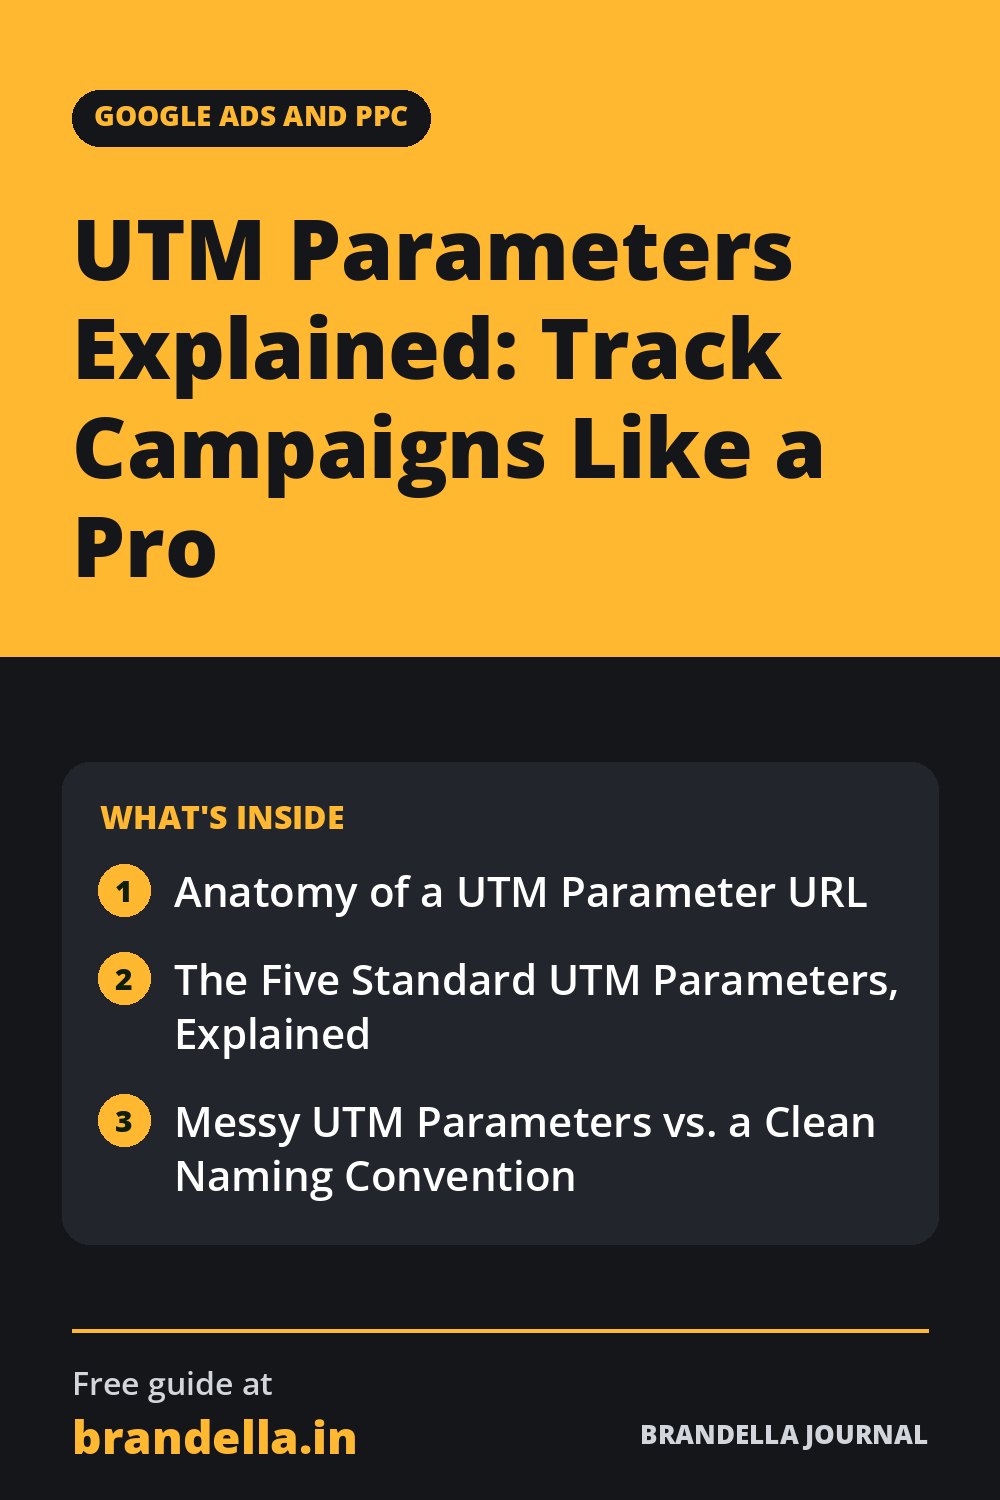 GOOGLE ADS AND PPC
UTM Parameters
Explained: Track
Campaigns Like a
Pro
WHAT'S INSIDE
1 Anatomy of a UTM Parameter URL
2 The Five Standard UTM Parameters,
Explained
3 Messy UTM Parameters vs. a Clean
Naming Convention
Free guide at
brandella.in
BRANDELLA JOURNAL